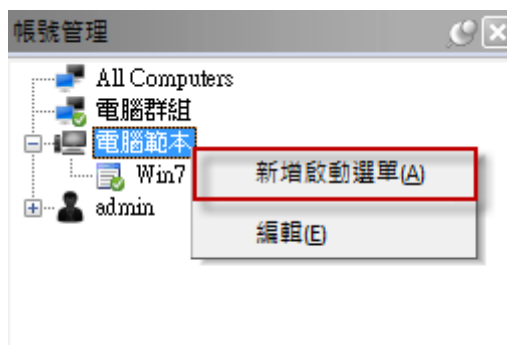 帳號管理
All Computers
電腦群組
電腦範本
Win7
新增啟動選單(A)
admin
編輯(E)